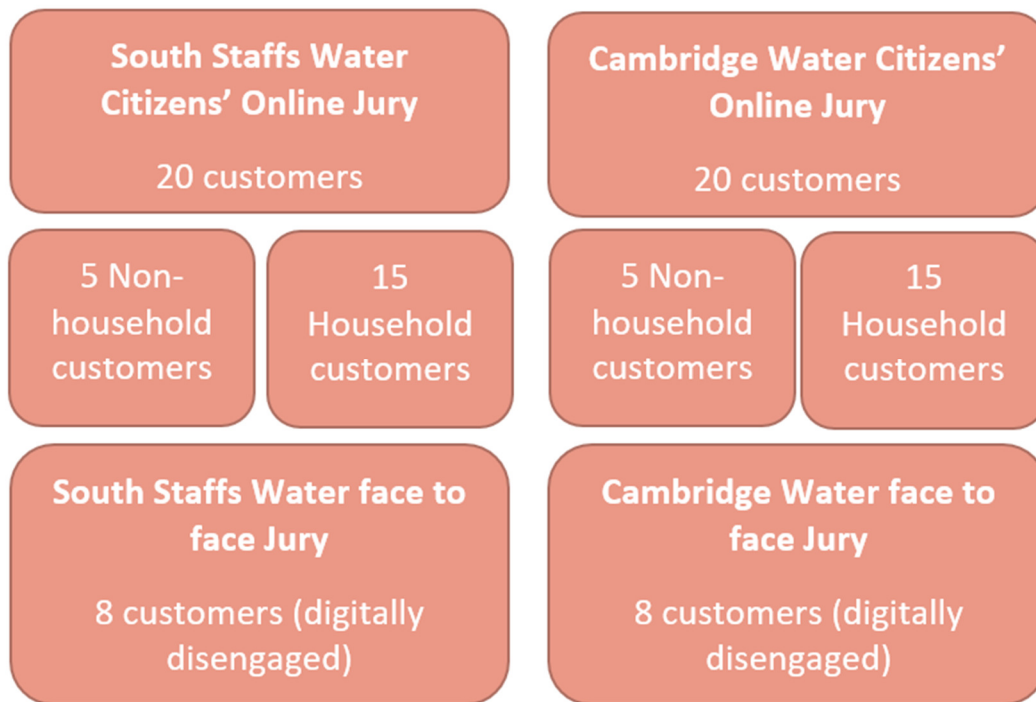 South Staffs Water
Citizens’ Online Jury
20 customers
Cambridge Water Citizens’
Online Jury
20 customers
5 Non-
household
customers
15
Household
customers
5 Non-
household
customers
15
Household
customers
South Staffs Water face to
face Jury
8 customers (digitally
disengaged)
Cambridge Water face to
face Jury
8 customers (digitally
disengaged)